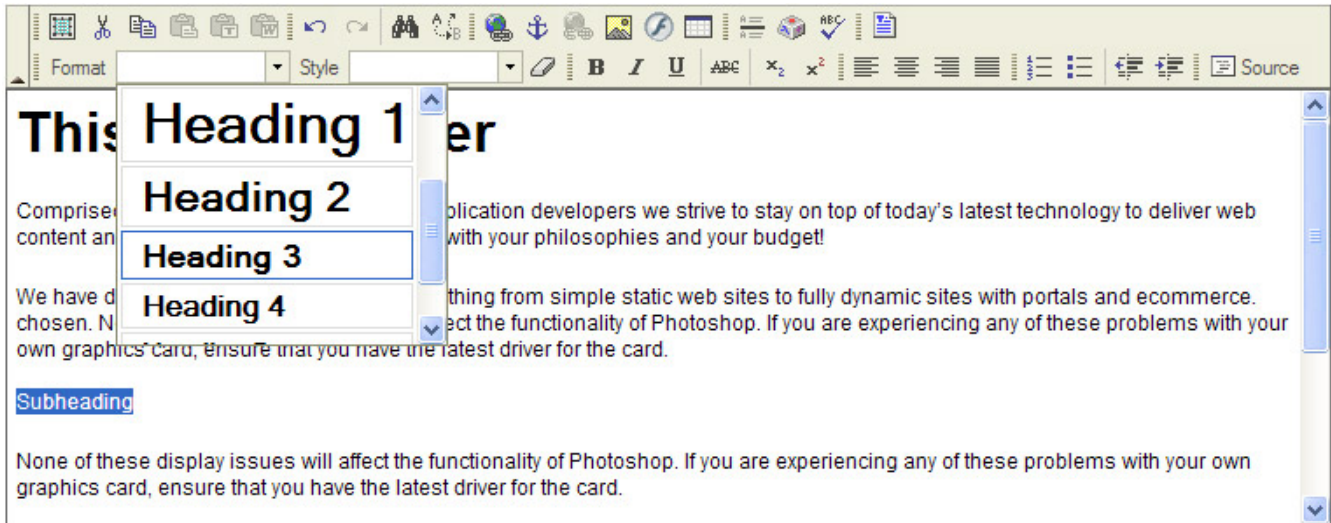 Format Style B I U ABC x₂ x² Source
This er
Heading 1
Heading 2
Heading 3
Heading 4
plication developers we strive to stay on top of today's latest technology to deliver web
content an with your philosophies and your budget!
We have d thing from simple static web sites to fully dynamic sites with portals and ecommerce.
chosen. N ect the functionality of Photoshop. If you are experiencing any of these problems with your
own graphics card, ensure that you have the latest driver for the card.
Subheading
None of these display issues will affect the functionality of Photoshop. If you are experiencing any of these problems with your own
graphics card, ensure that you have the latest driver for the card.